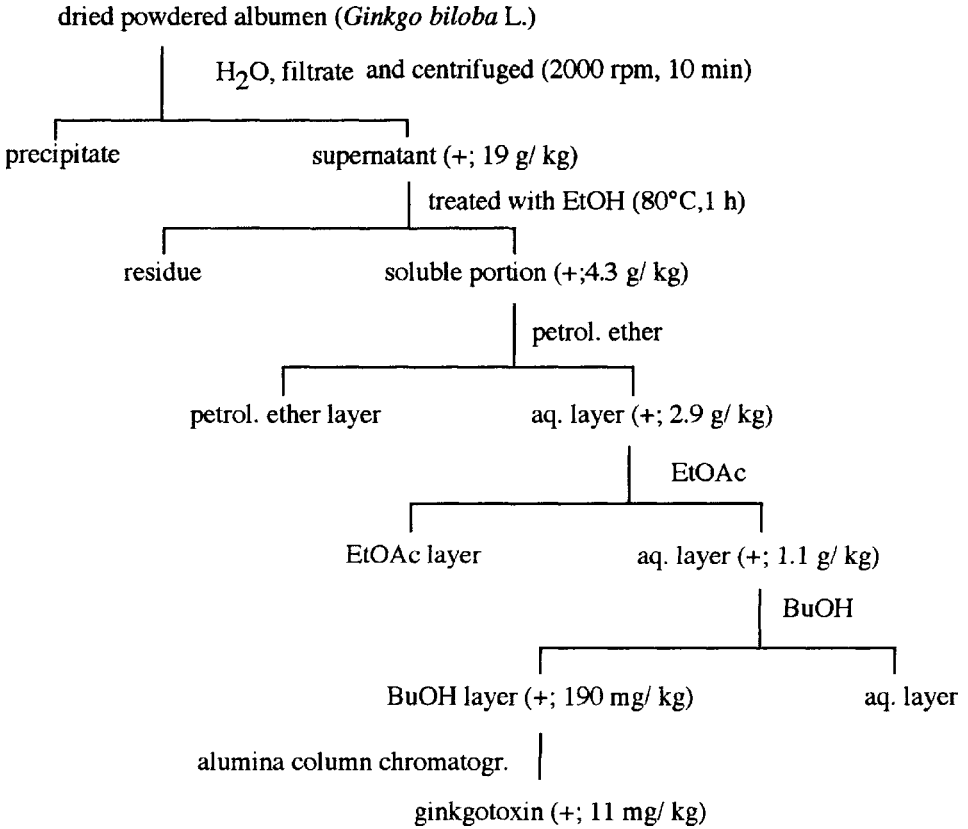 dried powdered albumen (Ginkgo biloba L.)
H2O, filtrate and centrifuged (2000 rpm, 10 min)
precipitate
supernatant (+; 19 g/ kg)
treated with EtOH (80°C,1 h)
residue
soluble portion (+;4.3 g/ kg)
petrol. ether
petrol. ether layer
aq. layer (+; 2.9 g/ kg)
EtOAc
EtOAc layer
aq. layer (+; 1.1 g/ kg)
BuOH
BuOH layer (+; 190 mg/ kg)
aq. layer
alumina column chromatogr.
ginkgotoxin (+; 11 mg/ kg)